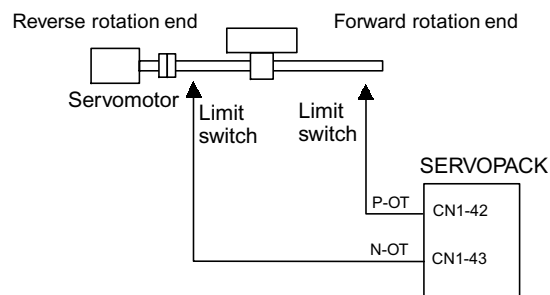 Reverse rotation end
Forward rotation end
Servomotor
Limit
switch
Limit
switch
SERVOPACK
P-OT
CN1-42
N-OT
CN1-43